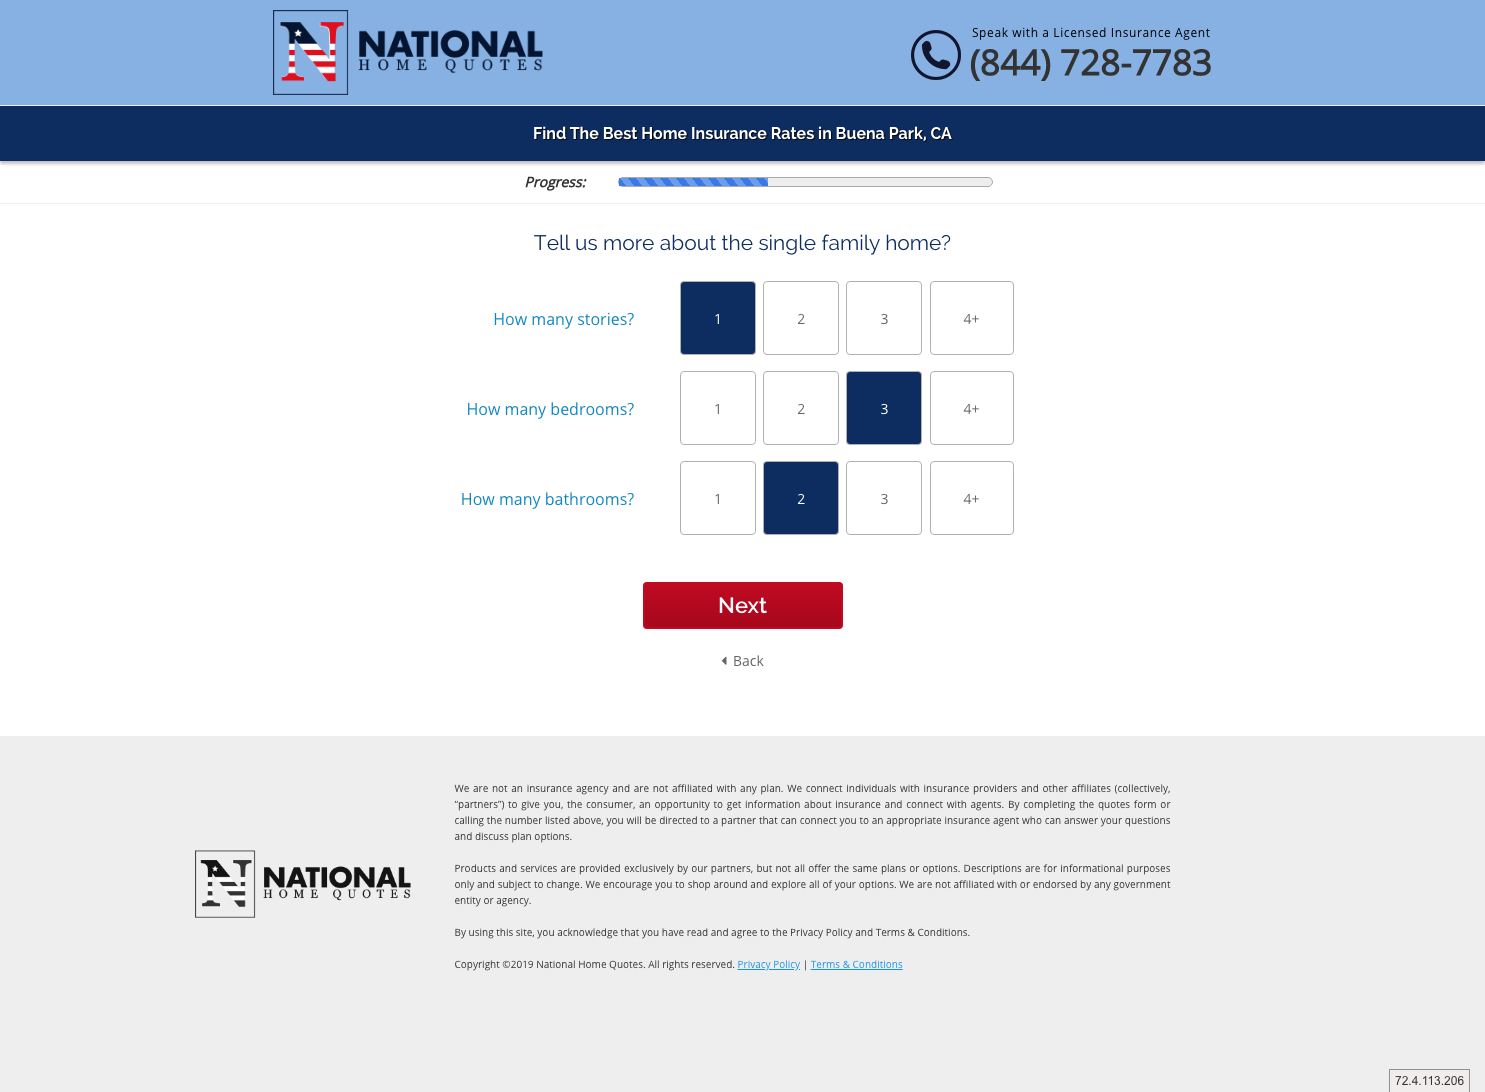 NATIONAL
HOME QUOTES
Speak with a Licensed Insurance Agent
(844) 728-7783
Find The Best Home Insurance Rates in Buena Park, CA
Progress:
Tell us more about the single family home?
How many stories? 1 2 3 4+
How many bedrooms? 1 2 3 4+
How many bathrooms? 1 2 3 4+
Next
Back
We are not an insurance agency and are not affiliated with any plan. We connect individuals with insurance providers and other affiliates (collectively,
“partners”) to give you, the consumer, an opportunity to get information about insurance and connect with agents. By completing the quotes form or
calling the number listed above, you will be directed to a partner that can connect you to an appropriate insurance agent who can answer your questions
and discuss plan options.
Products and services are provided exclusively by our partners, but not all offer the same plans or options. Descriptions are for informational purposes
only and subject to change. We encourage you to shop around and explore all of your options. We are not affiliated with or endorsed by any government
entity or agency.
By using this site, you acknowledge that you have read and agree to the Privacy Policy and Terms & Conditions.
Copyright ©2019 National Home Quotes. All rights reserved. Privacy Policy | Terms & Conditions
N NATIONAL
HOME QUOTES
72.4.113.206